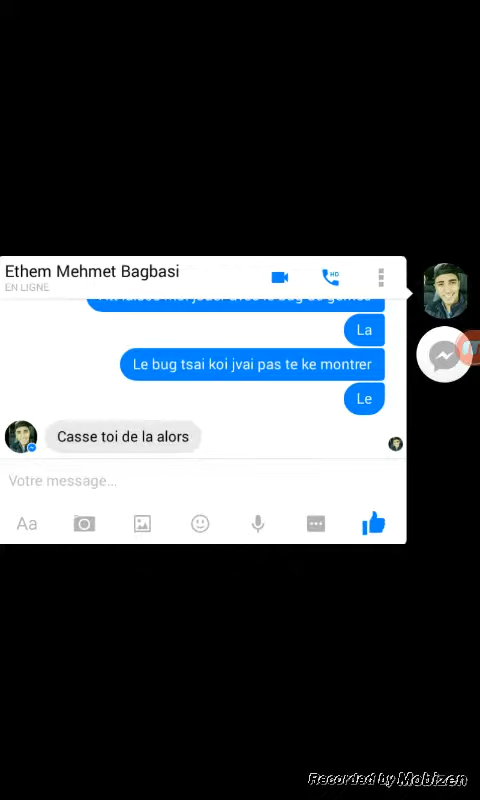 Ethem Mehmet Bagbasi
EN LIGNE
HD
La
Le bug tsai koi jvai pas te ke montrer
Le
Casse toi de la alors
Votre message...
Aa
Recorded by Mobizen